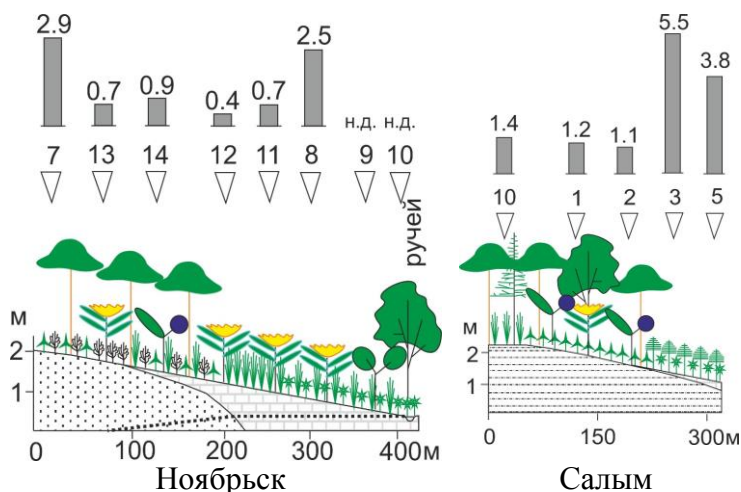 2.9 0.7 0.9 0.4 0.7 2.5 н.д. н.д.
7 13 14 12 11 8 9 10
ручей
м
2
1
0 100 200 300 400м
Ноябрьск
1.4 1.2 1.1 5.5 3.8
10 1 2 3 5
м
2
1
0 150 300м
Салым